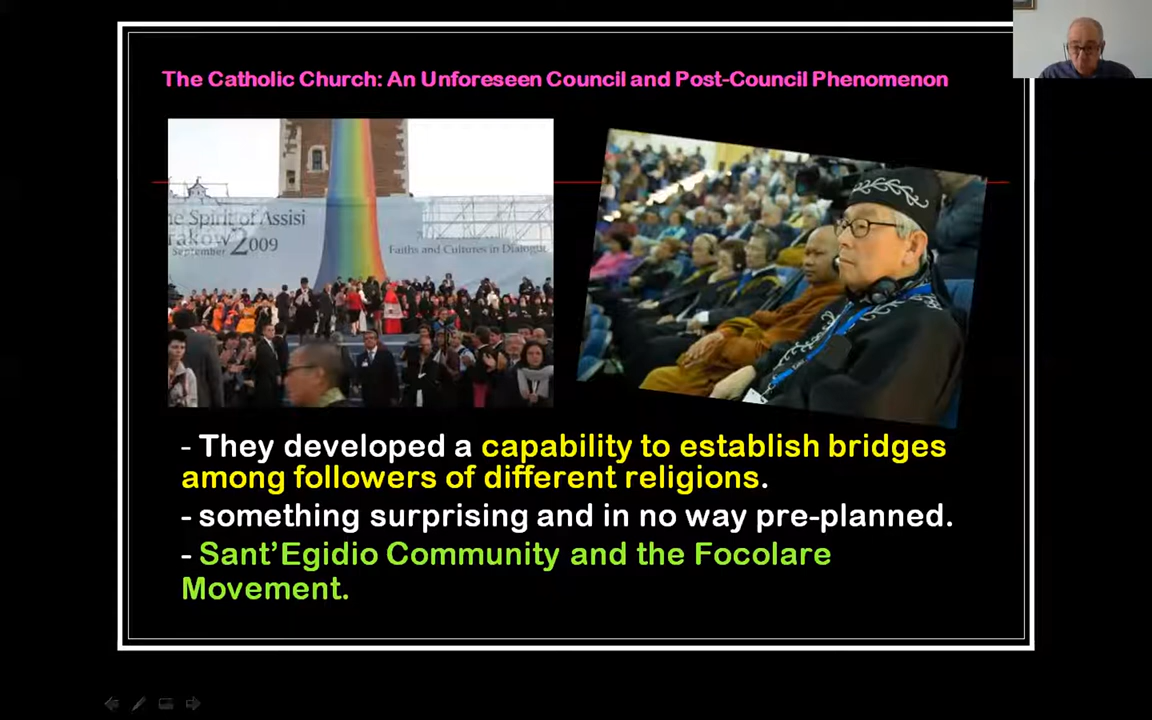 The Catholic Church: An Unforeseen Council and Post-Council Phenomenon
he Spirit of Assisi
rakow 2009
September
Faiths and Cultures in Dialogue
- They developed a capability to establish bridges
among followers of different religions.
- something surprising and in no way pre-planned.
- Sant’Egidio Community and the Focolare
Movement.